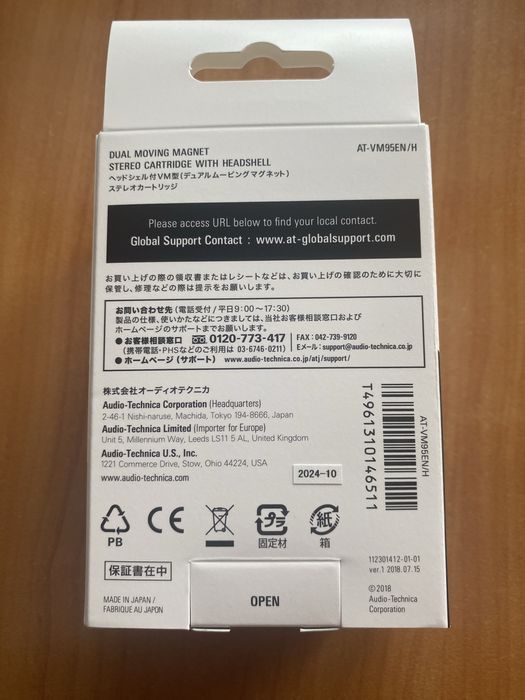 DUAL MOVING MAGNET
STEREO CARTRIDGE WITH HEADSHELL
AT-VM95EN/H
ヘッドシェル付VM型(デュアルムービングマグネット)
ステレオカートリッジ
Please access URL below to find your local contact.
Global Support Contact : www.at-globalsupport.com
お買い上げの際の領収書またはレシートなどは、お買い上げの確認のために大切に
保管し、修理などの際は提示をお願いします。
お問い合わせ先(電話受付/平日9:00~17:30)
製品の仕様、使いかたなどにつきましては、当社お客様相談窓口および
ホームページのサポートまでお願いします。
●お客様相談窓口 0120-773-417
(携帯電話・PHSなどのご利用は 03-6746-0211)
FAX:042-739-9120
Eメール:support@audio-technica.co.jp
●ホームページ(サポート) www.audio-technica.co.jp/atj/support/
株式会社オーディオテクニカ
Audio-Technica Corporation (Headquarters)
2-46-1 Nishi-naruse, Machida, Tokyo 194-8666, Japan
Audio-Technica Limited (Importer for Europe)
Unit 5, Millennium Way, Leeds LS11 5 AL, United Kingdom
Audio-Technica U.S., Inc.
1221 Commerce Drive, Stow, Ohio 44224, USA
www.audio-technica.com
2024-10
T4961310146511
AT-VM95EN/H
PB
CE
プラ
固定材
紙
箱
保証書在中
MADE IN JAPAN /
FABRIQUÉ AU JAPON
OPEN
112301412-01-01
ver.1 2018.07.15
©2018
Audio-Technica
Corporation